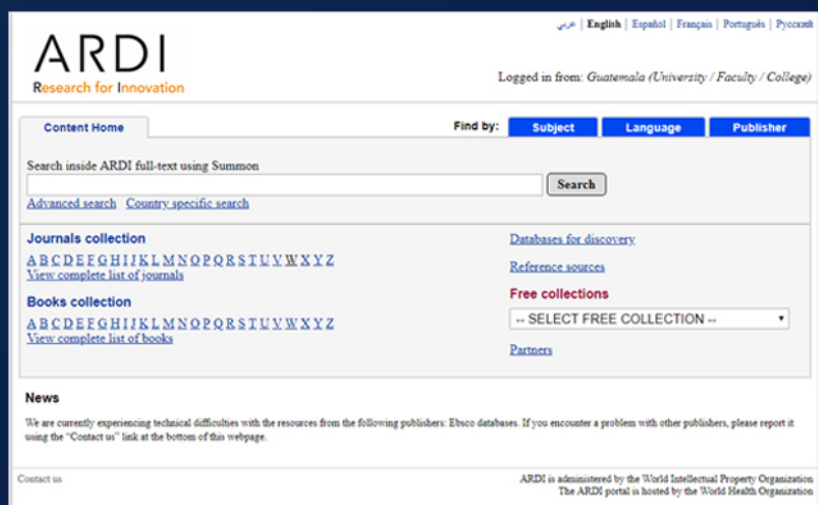 عربي | English | Español | Français | Português | Русский
ARDI
Research for Innovation
Logged in from: Guatemala (University / Faculty / College)
Content Home
Find by:
Subject
Language
Publisher
Search inside ARDI full-text using Summon
Search
Advanced search Country specific search
Journals collection
A B C D E F G H I J K L M N O P Q R S T U V W X Y Z
View complete list of journals
Books collection
A B C D E F G H I J K L M N O P Q R S T U V W X Y Z
View complete list of books
Databases for discovery
Reference sources
Free collections
-- SELECT FREE COLLECTION --
Partners
News
We are currently experiencing technical difficulties with the resources from the following publishers: Ebsco databases. If you encounter a problem with other publishers, please report it
using the “Contact us” link at the bottom of this webpage.
Contact us
ARDI is administered by the World Intellectual Property Organization
The ARDI portal is hosted by the World Health Organization